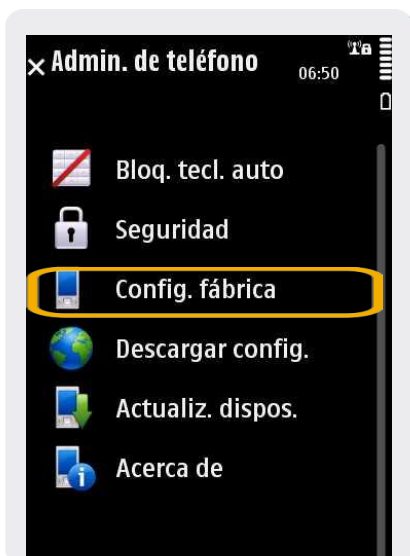 Admin. de teléfono
06:50
Bloq. tecl. auto
Seguridad
Config. fábrica
Descargar config.
Actualiz. dispos.
Acerca de